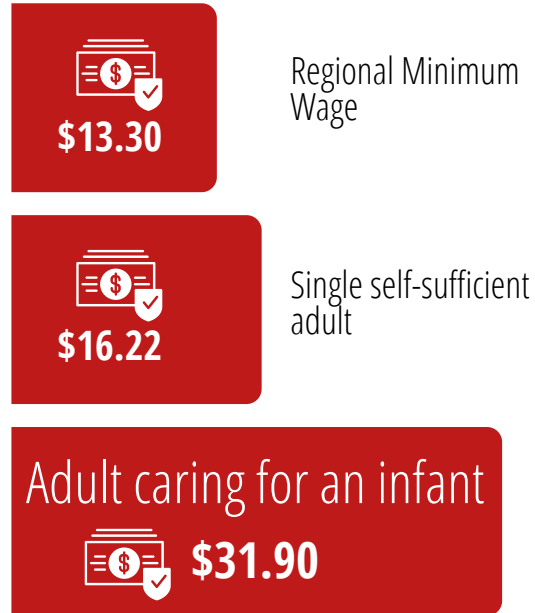 $13.30
Regional Minimum
Wage
$16.22
Single self-sufficient
adult
Adult caring for an infant
$31.90